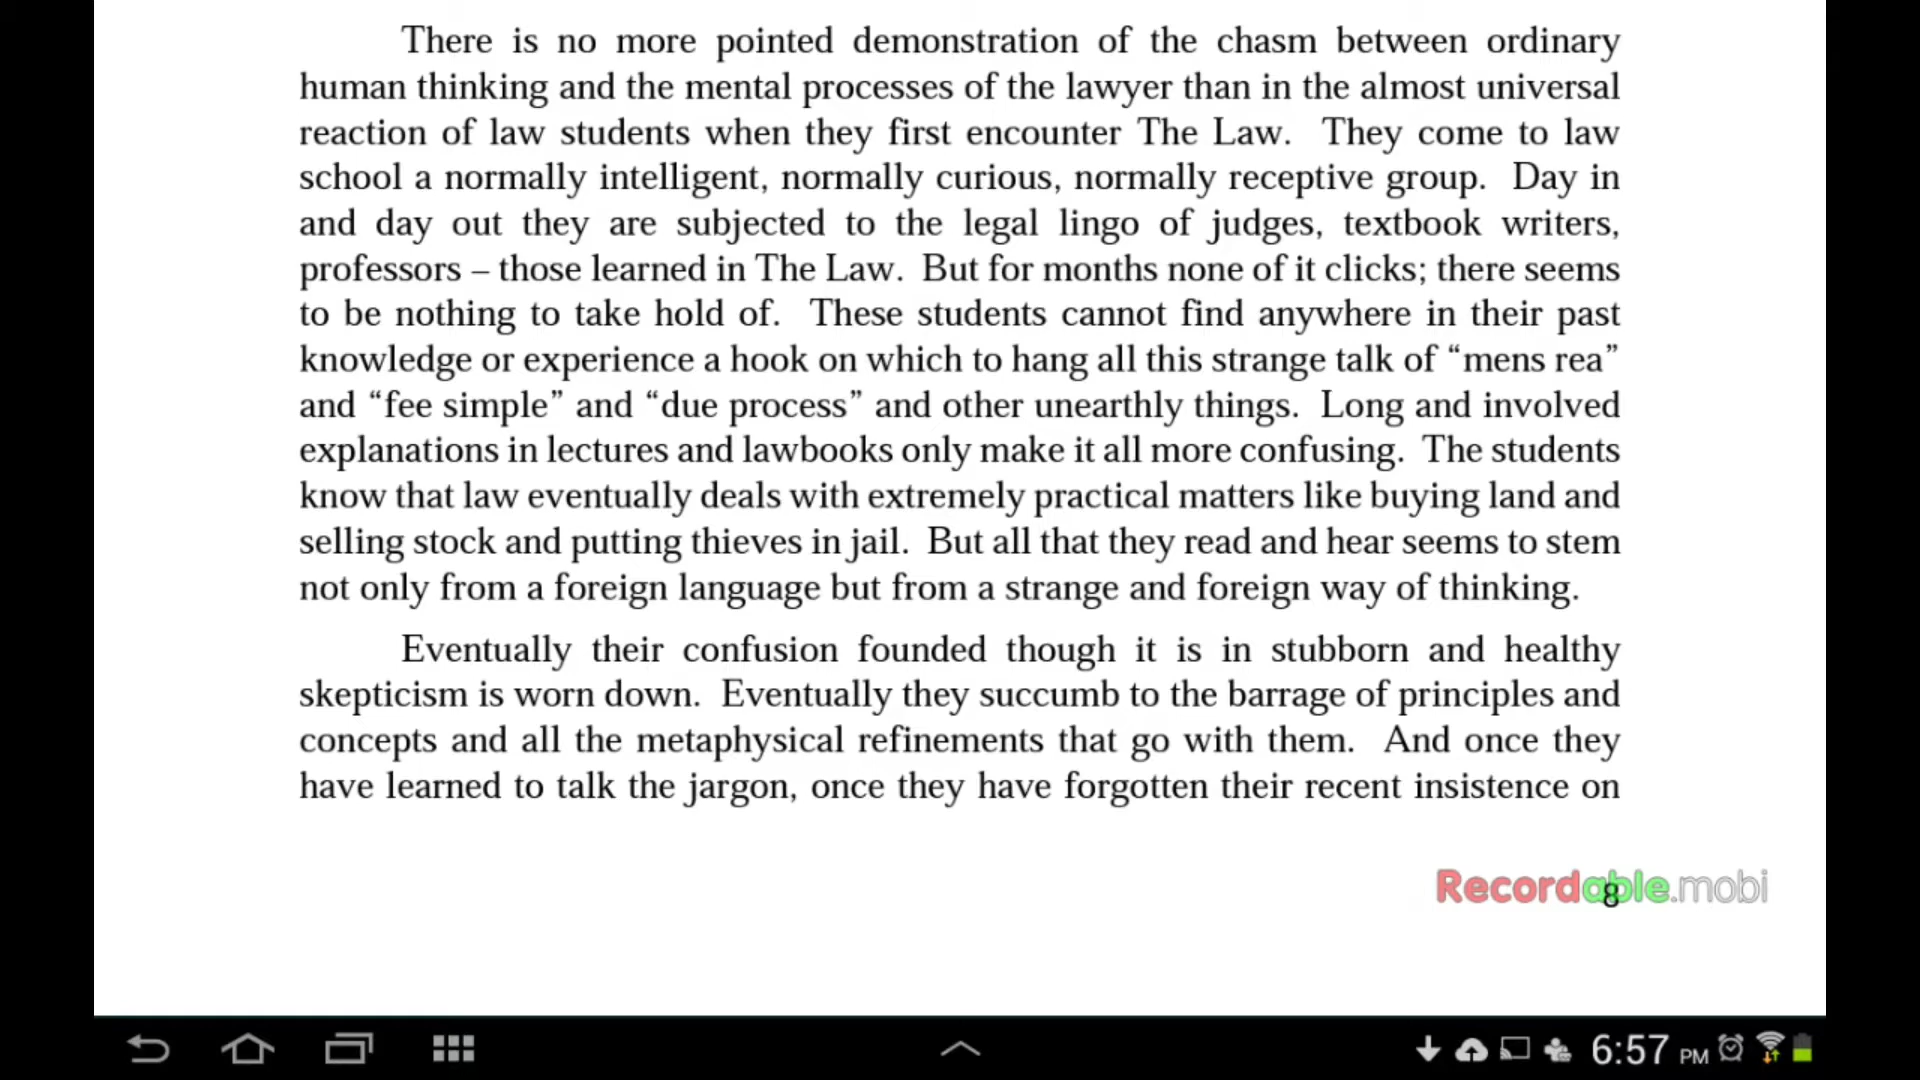 There is no more pointed demonstration of the chasm between ordinary
human thinking and the mental processes of the lawyer than in the almost universal
reaction of law students when they first encounter The Law.  They come to law
school a normally intelligent, normally curious, normally receptive group.  Day in
and day out they are subjected to the legal lingo of judges, textbook writers,
professors – those learned in The Law.  But for months none of it clicks; there seems
to be nothing to take hold of.  These students cannot find anywhere in their past
knowledge or experience a hook on which to hang all this strange talk of “mens rea”
and “fee simple” and “due process” and other unearthly things.  Long and involved
explanations in lectures and lawbooks only make it all more confusing.  The students
know that law eventually deals with extremely practical matters like buying land and
selling stock and putting thieves in jail.  But all that they read and hear seems to stem
not only from a foreign language but from a strange and foreign way of thinking.
Eventually their confusion founded though it is in stubborn and healthy
skepticism is worn down.  Eventually they succumb to the barrage of principles and
concepts and all the metaphysical refinements that go with them.  And once they
have learned to talk the jargon, once they have forgotten their recent insistence on
Recordable.mobi
8
6:57 PM